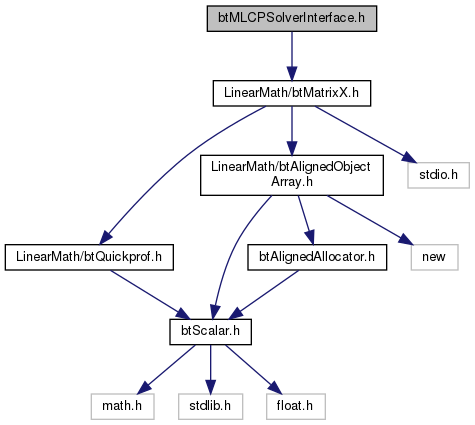 btMLCPSolverInterface.h
LinearMath/btMatrixX.h
LinearMath/btAlignedObject
Array.h
stdio.h
LinearMath/btQuickprof.h
btAlignedAllocator.h
new
btScalar.h
math.h
stdlib.h
float.h